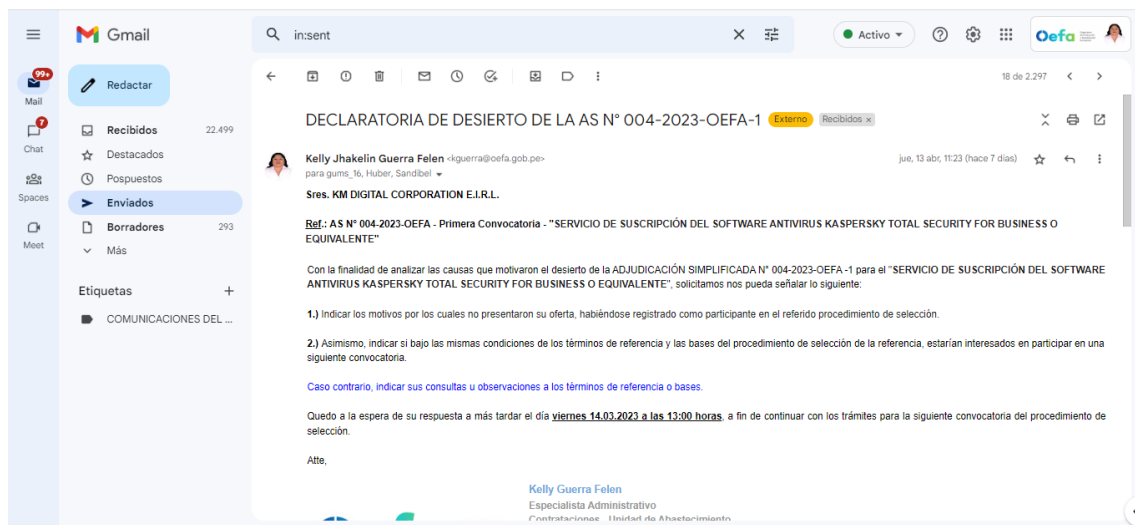 Gmail
in:sent
Activo
Oefa
99+
Mail
Redactar
18 de 2.297
7
Chat
Recibidos 22.499
DECLARATORIA DE DESIERTO DE LA AS N° 004-2023-OEFA-1 Externo Recibidos ×
Destacados
Kelly Jhakelin Guerra Felen <kguerra@oefa.gob.pe> jue, 13 abr, 11:23 (hace 7 días)
Pospuestos
para gums_16, Huber, Sandibel
Spaces
Enviados
Sres. KM DIGITAL CORPORATION E.I.R.L.
Borradores 293
Ref.: AS N° 004-2023-OEFA - Primera Convocatoria - "SERVICIO DE SUSCRIPCIÓN DEL SOFTWARE ANTIVIRUS KASPERSKY TOTAL SECURITY FOR BUSINESS O
EQUIVALENTE"
Meet
Más
Con la finalidad de analizar las causas que motivaron el desierto de la ADJUDICACIÓN SIMPLIFICADA N° 004-2023-OEFA -1 para el "SERVICIO DE SUSCRIPCIÓN DEL SOFTWARE
ANTIVIRUS KASPERSKY TOTAL SECURITY FOR BUSINESS O EQUIVALENTE", solicitamos nos pueda señalar lo siguiente:
Etiquetas +
1.) Indicar los motivos por los cuales no presentaron su oferta, habiéndose registrado como participante en el referido procedimiento de selección.
COMUNICACIONES DEL ...
2.) Asimismo, indicar si bajo las mismas condiciones de los términos de referencia y las bases del procedimiento de selección de la referencia, estarían interesados en participar en una
siguiente convocatoria.
Caso contrario, indicar sus consultas u observaciones a los términos de referencia o bases.
Quedo a la espera de su respuesta a más tardar el día viernes 14.03.2023 a las 13:00 horas, a fin de continuar con los trámites para la siguiente convocatoria del procedimiento de
selección.
Atte,
Kelly Guerra Felen
Especialista Administrativo
Contrataciones - Unidad de Abastecimiento